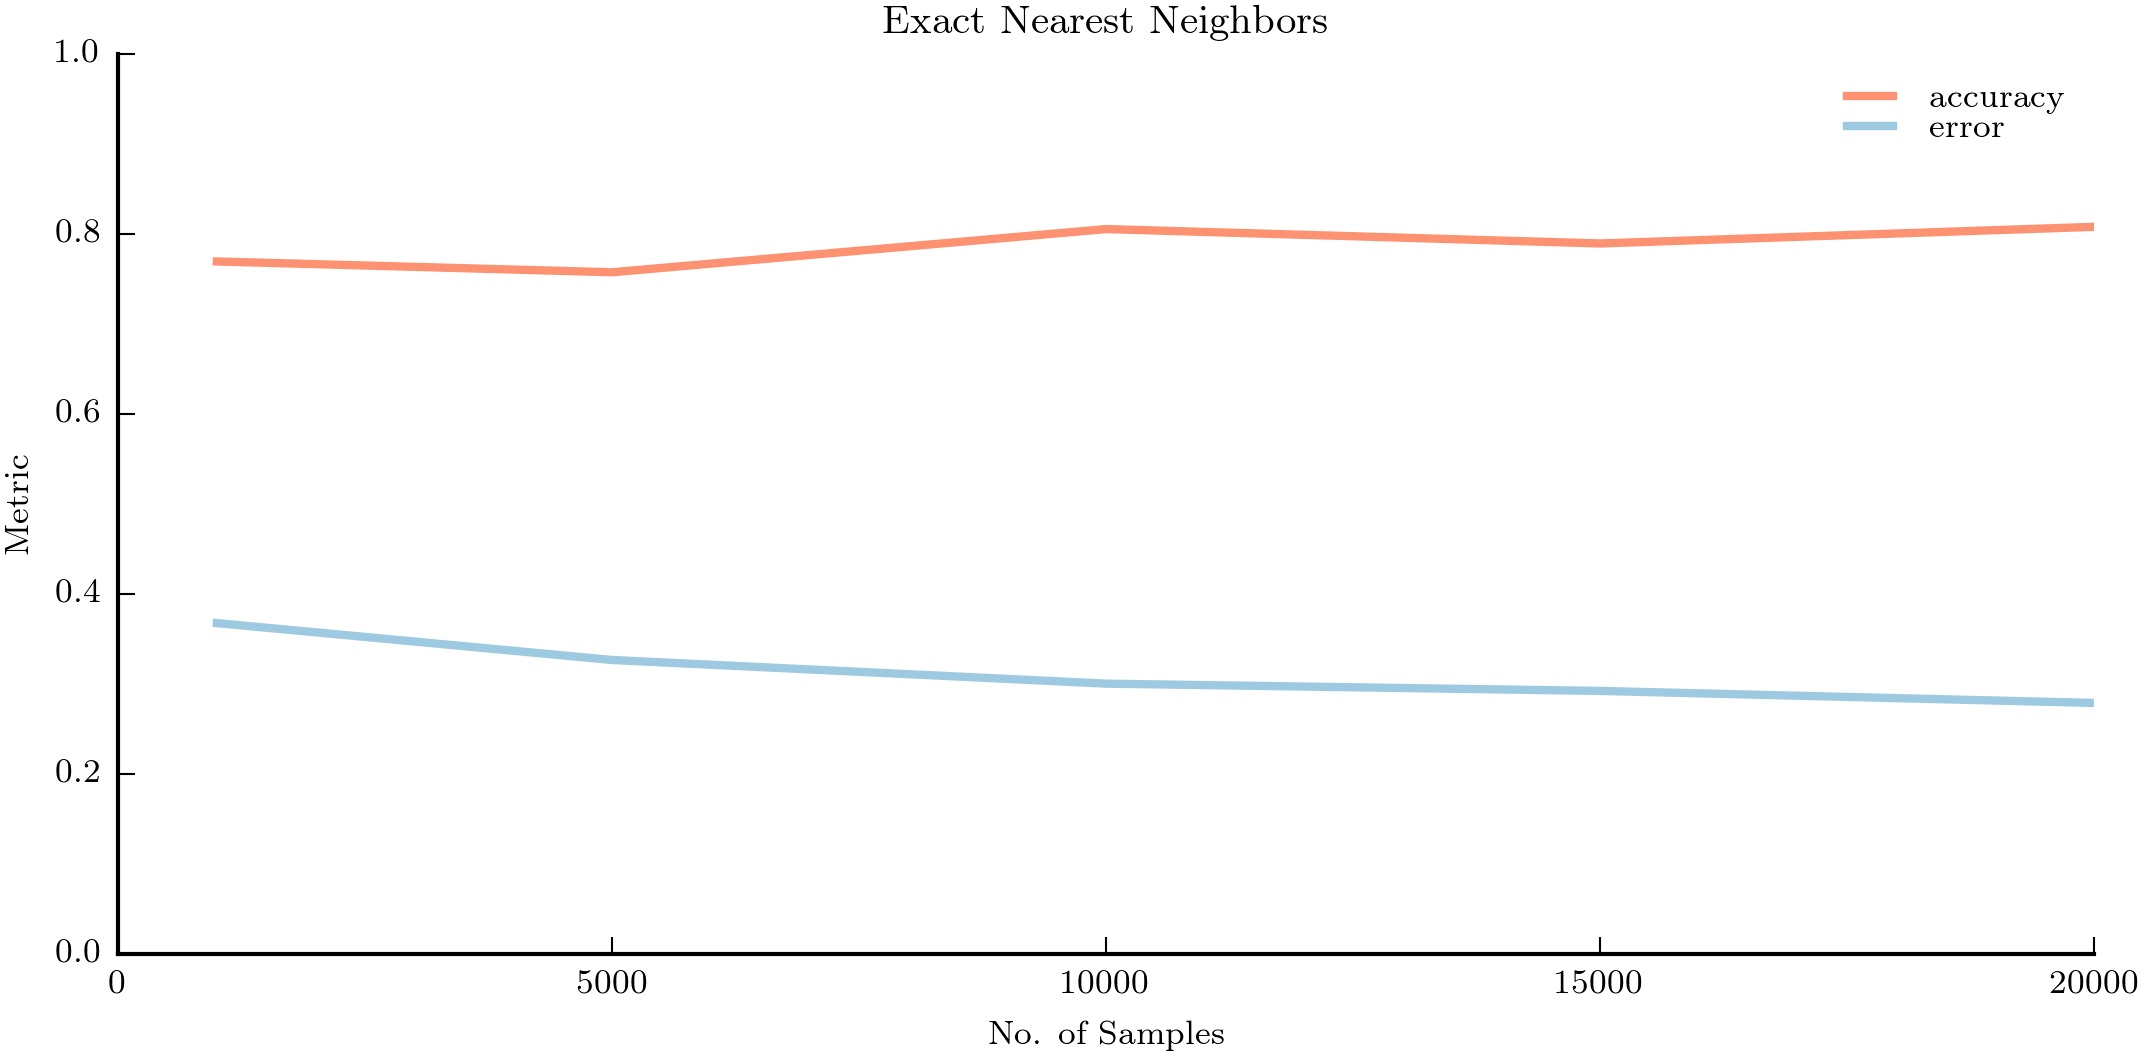 Exact Nearest Neighbors
1.0
accuracy
error
0.8
0.6
Metric
0.4
0.2
0.0
0 5000 10000 15000 20000
No. of Samples